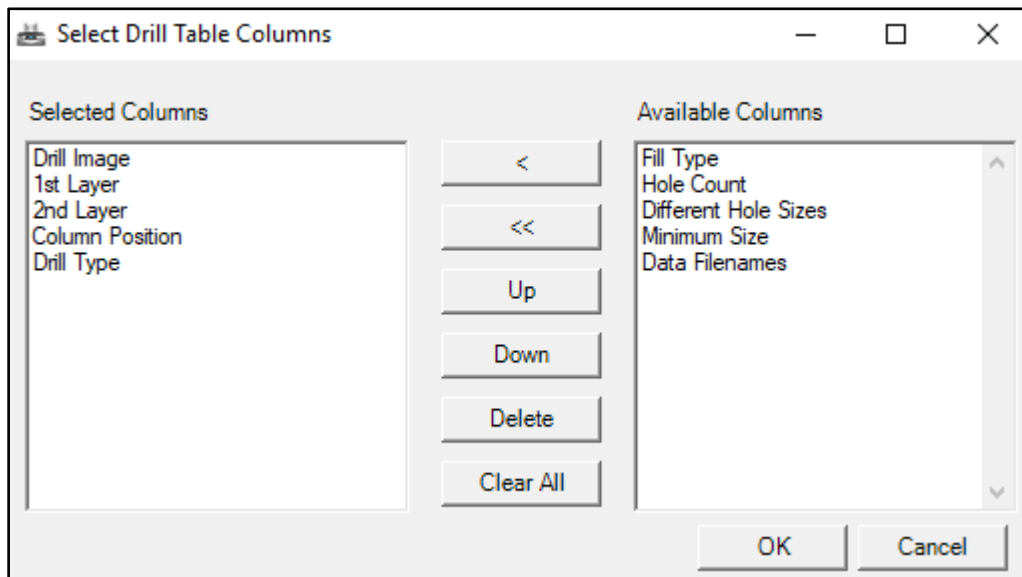 Select Drill Table Columns
Selected Columns
Drill Image
1st Layer
2nd Layer
Column Position
Drill Type
<
<<
Up
Down
Delete
Clear All
Available Columns
Fill Type
Hole Count
Different Hole Sizes
Minimum Size
Data Filenames
OK
Cancel